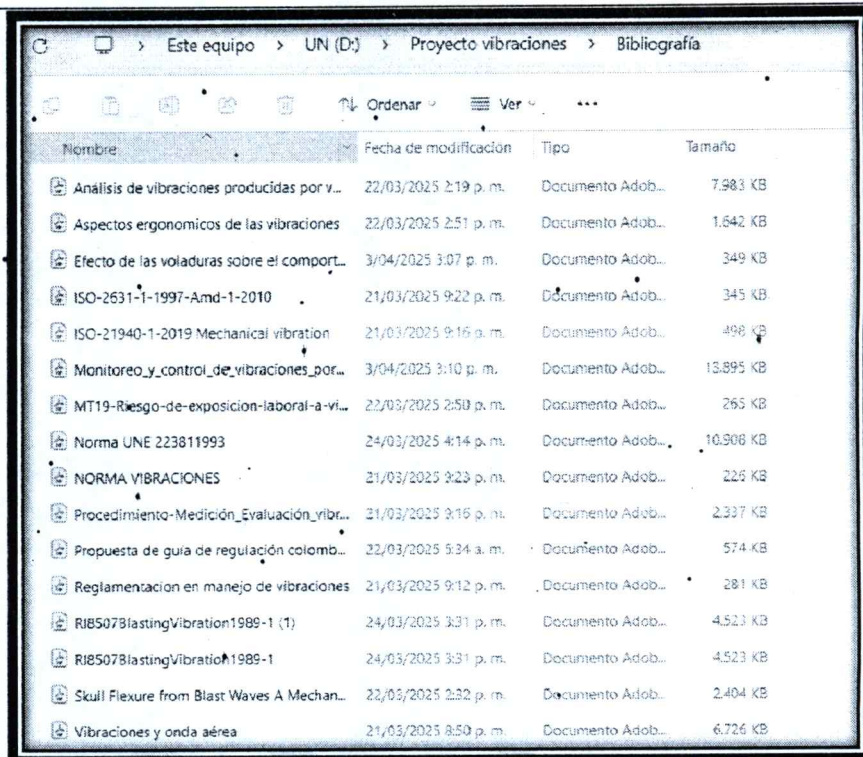 Este equipo > UN (D:) > Proyecto vibraciones > Bibliografía
Ordenar Ver ...
Nombre Fecha de modificación Tipo Tamaño
Análisis de vibraciones producidas por v... 22/03/2025 2:19 p. m. Documento Adob... 7.983 KB
Aspectos ergonomicos de las vibraciones 22/03/2025 2:51 p. m. Documento Adob... 1.642 KB
Efecto de las voladuras sobre el comport... 3/04/2025 3:07 p. m. Documento Adob... 349 KB
ISO-2631-1-1997-Amd-1-2010 21/03/2025 9:22 p. m. Documento Adob... 345 KB
ISO-21940-1-2019 Mechanical vibration 21/03/2025 9:16 p. m. Documento Adob... 498 KB
Monitoreo_y_control_de_vibraciones_por... 3/04/2025 3:10 p. m. Documento Adob... 13.895 KB
MT19-Riesgo-de-exposicion-laboral-a-vi... 22/03/2025 2:50 p. m. Documento Adob... 265 KB
Norma UNE 223811993 24/03/2025 4:14 p. m. Documento Adob... 10.908 KB
NORMA VIBRACIONES 21/03/2025 9:23 p. m. Documento Adob... 226 KB
Procedimiento-Medición_Evaluación_vibr... 21/03/2025 9:16 p. m. Documento Adob... 2.337 KB
Propuesta de guía de regulación colomb... 22/03/2025 5:34 a. m. Documento Adob... 574 KB
Reglamentacion en manejo de vibraciones 21/03/2025 9:12 p. m. Documento Adob... 281 KB
RI8507BlastingVibration1989-1 (1) 24/03/2025 3:31 p. m. Documento Adob... 4.523 KB
RI8507BlastingVibration1989-1 24/03/2025 3:31 p. m. Documento Adob... 4.523 KB
Skull Flexure from Blast Waves A Mechan... 22/03/2025 2:32 p. m. Documento Adob... 2.404 KB
Vibraciones y onda aérea 21/03/2025 8:50 p. m. Documento Adob... 6.726 KB